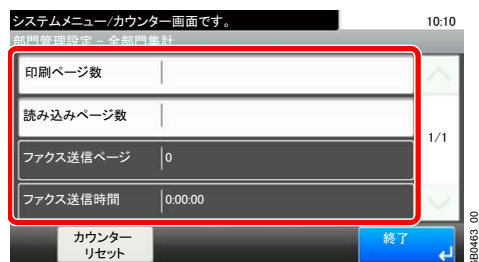 システムメニュー/カウンター画面です。
10:10
部門管理設定 - 全部門集計
印刷ページ数
読み込みページ数
1/1
ファクス送信ページ 0
ファクス送信時間 0:00:00
カウンター
リセット
終了